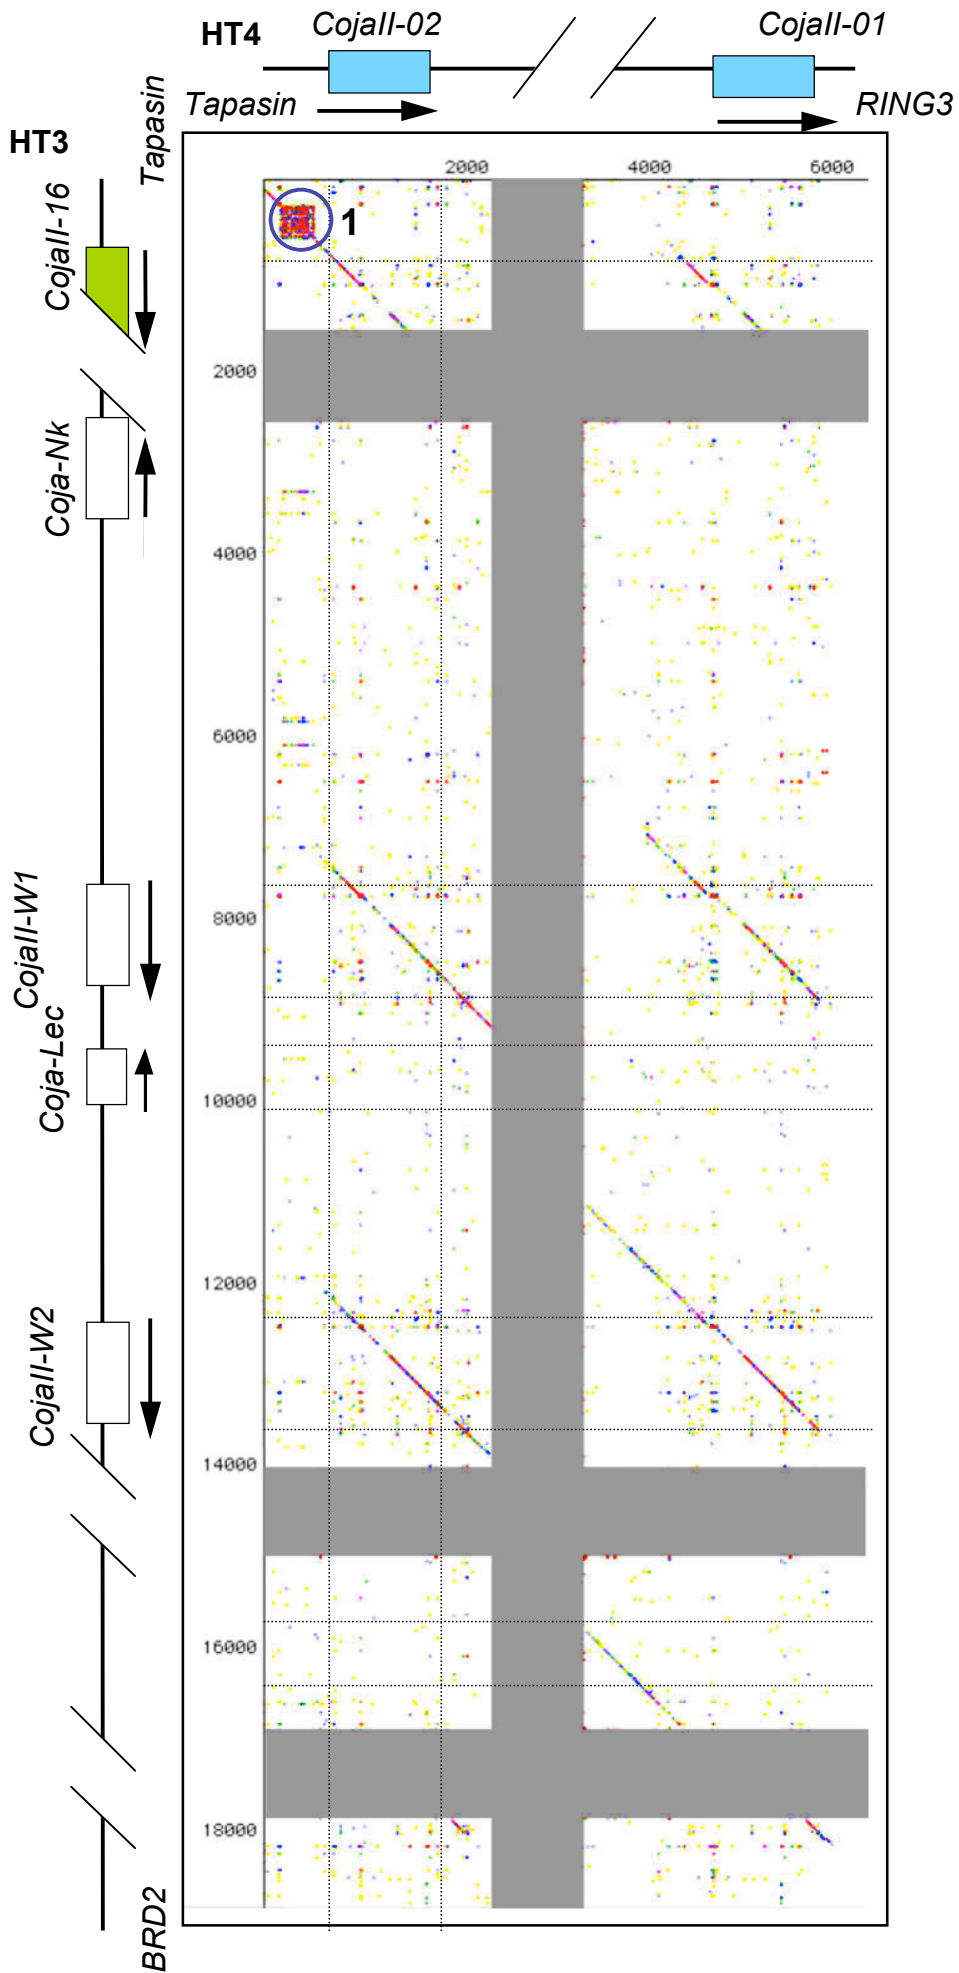 HT4
CojaII-02
CojaII-01
Tapasin
RING3
HT3
Tapasin
2000
4000
6000
1
CojaII-16
2000
Coja-Nk
4000
6000
CojaII-W1
8000
Coja-Lec
10000
12000
CojaII-W2
14000
16000
18000
BRD2